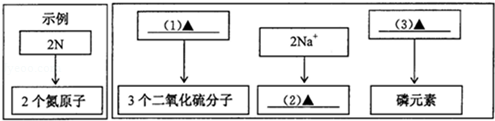 示例
2N
2个氮原子
(1)▲
3个二氧化硫分子
2Na⁺
(2)▲
(3)▲
磷元素